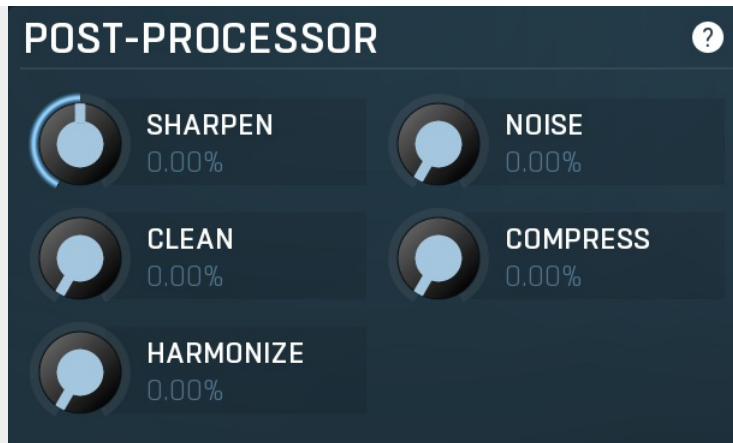 POST-PROCESSOR ?
SHARPEN
0.00%
NOISE
0.00%
CLEAN
0.00%
COMPRESS
0.00%
HARMONIZE
0.00%